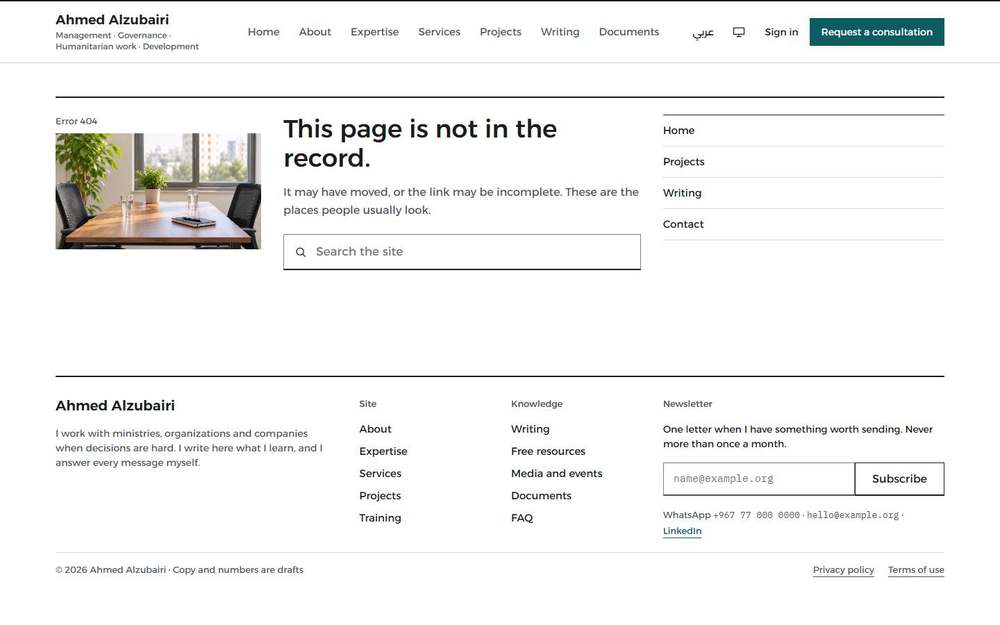 Ahmed Alzubairi
Management · Governance ·
Humanitarian work · Development
Home
About
Expertise
Services
Projects
Writing
Documents
عربي
Sign in
Request a consultation
Error 404
This page is not in the
record.
It may have moved, or the link may be incomplete. These are the
places people usually look.
Search the site
Home
Projects
Writing
Contact
Ahmed Alzubairi
I work with ministries, organizations and companies
when decisions are hard. I write here what I learn, and I
answer every message myself.
Site
About
Expertise
Services
Projects
Training
Knowledge
Writing
Free resources
Media and events
Documents
FAQ
Newsletter
One letter when I have something worth sending. Never
more than once a month.
name@example.org
Subscribe
WhatsApp +967 77 000 0000 · hello@example.org ·
LinkedIn
© 2026 Ahmed Alzubairi · Copy and numbers are drafts
Privacy policy
Terms of use